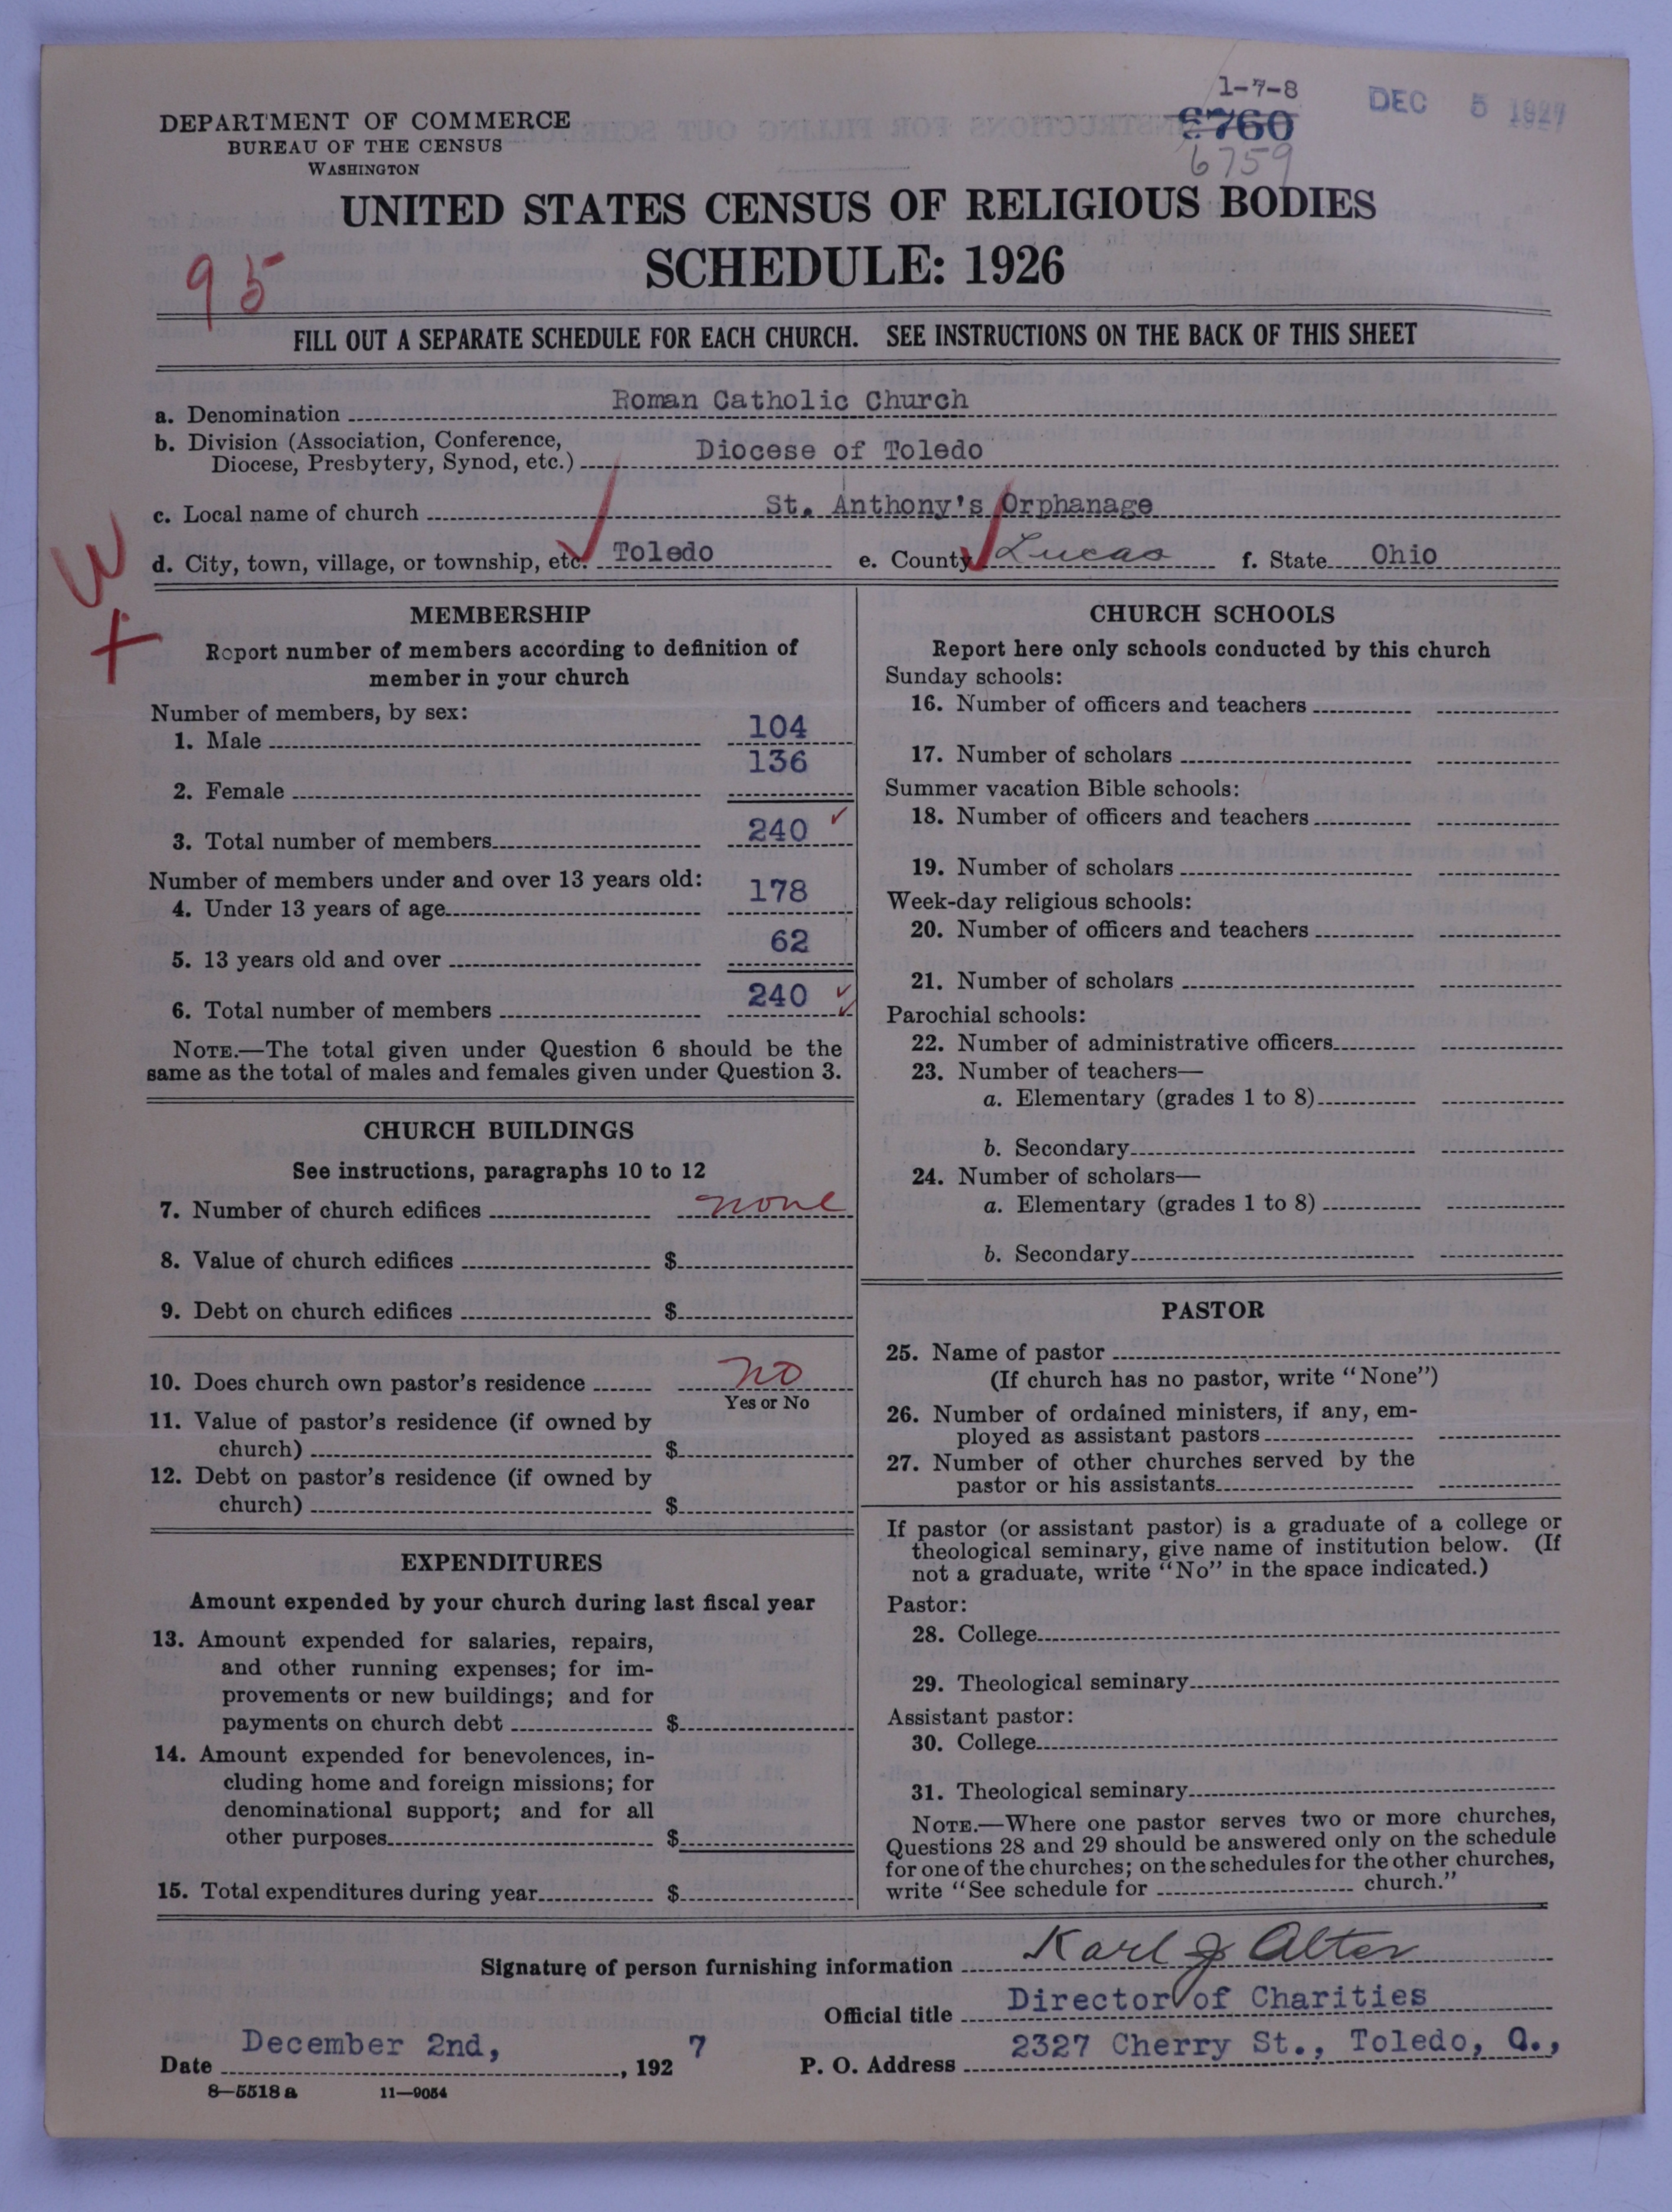 1-7-8
DEC 5 1927
8760
6759
DEPARTMENT OF COMMERCE
BUREAU OF THE CENSUS
WASHINGTON
UNITED STATES CENSUS OF RELIGIOUS BODIES
SCHEDULE: 1926
95
FILL OUT A SEPARATE SCHEDULE FOR EACH CHURCH. SEE INSTRUCTIONS ON THE BACK OF THIS SHEET
a. Denomination Roman Catholic Church
b. Division (Association, Conference,
Diocese, Presbytery, Synod, etc.) Diocese of Toledo
c. Local name of church St. Anthony's Orphanage
d. City, town, village, or township, etc. Toledo e. County Lucas f. State Ohio
W
+
MEMBERSHIP
Report number of members according to definition of
member in your church
Number of members, by sex:
1. Male 104
2. Female 136
3. Total number of members 240 ✓
Number of members under and over 13 years old:
4. Under 13 years of age 178
5. 13 years old and over 62
6. Total number of members 240 ✓✓
NOTE.—The total given under Question 6 should be the
same as the total of males and females given under Question 3.
CHURCH BUILDINGS
See instructions, paragraphs 10 to 12
7. Number of church edifices none
8. Value of church edifices $
9. Debt on church edifices $
10. Does church own pastor's residence no
Yes or No
11. Value of pastor's residence (if owned by
church) $
12. Debt on pastor's residence (if owned by
church) $
EXPENDITURES
Amount expended by your church during last fiscal year
13. Amount expended for salaries, repairs,
and other running expenses; for im-
provements or new buildings; and for
payments on church debt $
14. Amount expended for benevolences, in-
cluding home and foreign missions; for
denominational support; and for all
other purposes $
15. Total expenditures during year $
CHURCH SCHOOLS
Report here only schools conducted by this church
Sunday schools:
16. Number of officers and teachers
17. Number of scholars
Summer vacation Bible schools:
18. Number of officers and teachers
19. Number of scholars
Week-day religious schools:
20. Number of officers and teachers
21. Number of scholars
Parochial schools:
22. Number of administrative officers
23. Number of teachers—
a. Elementary (grades 1 to 8)
b. Secondary
24. Number of scholars—
a. Elementary (grades 1 to 8)
b. Secondary
PASTOR
25. Name of pastor
(If church has no pastor, write "None")
26. Number of ordained ministers, if any, em-
ployed as assistant pastors
27. Number of other churches served by the
pastor or his assistants
If pastor (or assistant pastor) is a graduate of a college or
theological seminary, give name of institution below. (If
not a graduate, write "No" in the space indicated.)
Pastor:
28. College
29. Theological seminary
Assistant pastor:
30. College
31. Theological seminary
NOTE.—Where one pastor serves two or more churches,
Questions 28 and 29 should be answered only on the schedule
for one of the churches; on the schedules for the other churches,
write "See schedule for church."
Signature of person furnishing information Karl J Alter
Official title Director of Charities
Date December 2nd, , 192 7 P. O. Address 2327 Cherry St., Toledo, O.,
8—5518 a 11—9054